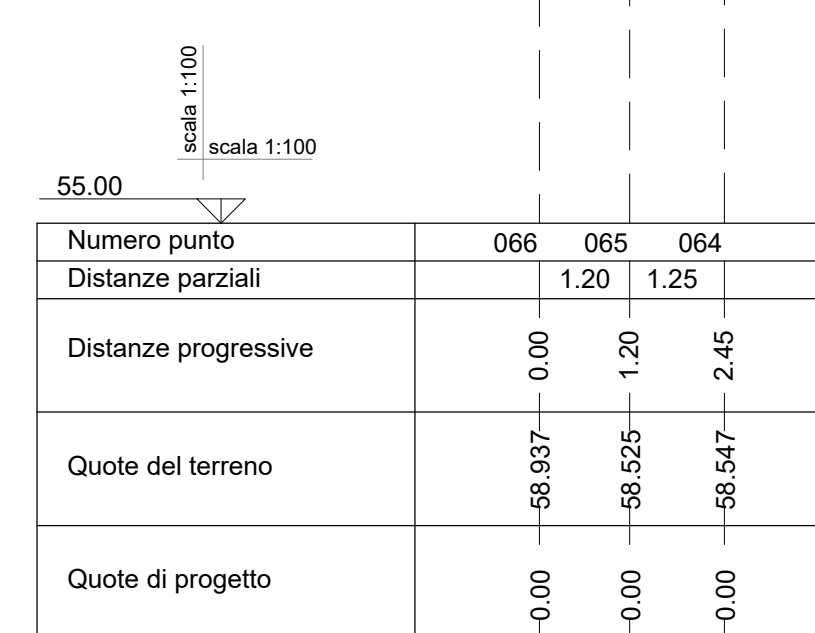 scala 1:100
scala 1:100
55.00
Numero punto 066 065 064
Distanze parziali 1.20 1.25
Distanze progressive 0.00 1.20 2.45
Quote del terreno 58.937 58.525 58.547
Quote di progetto 0.00 0.00 0.00